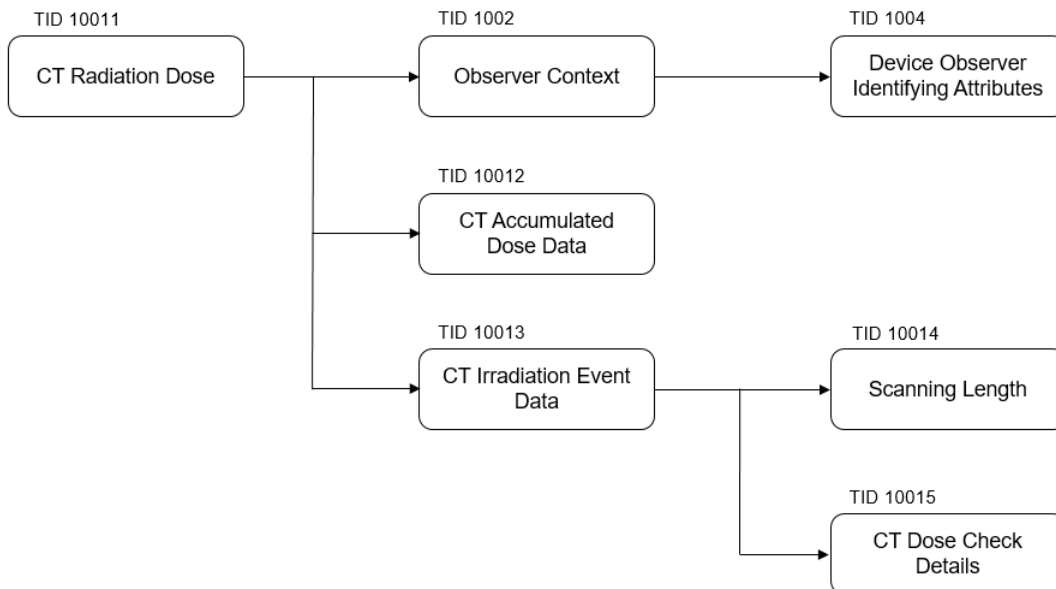 TID 10011
CT Radiation Dose
TID 1002
Observer Context
TID 1004
Device Observer
Identifying Attributes
TID 10012
CT Accumulated
Dose Data
TID 10013
CT Irradiation Event
Data
TID 10014
Scanning Length
TID 10015
CT Dose Check
Details